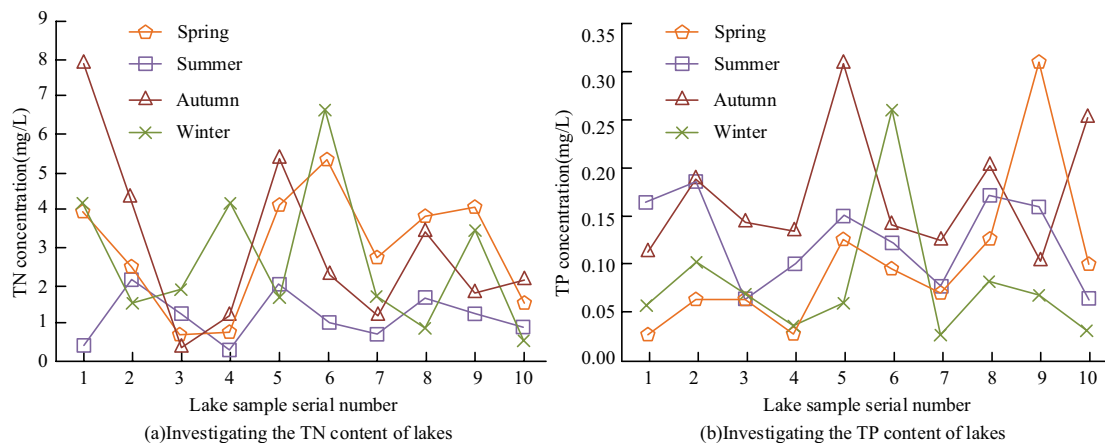 9
8
7
6
5
4
3
2
1
0
TN concentration(mg/L)
Spring
Summer
Autumn
Winter
1 2 3 4 5 6 7 8 9 10
Lake sample serial number
(a)Investigating the TN content of lakes
0.35
0.30
0.25
0.20
0.15
0.10
0.05
0.00
TP concentration(mg/L)
Spring
Summer
Autumn
Winter
1 2 3 4 5 6 7 8 9 10
Lake sample serial number
(b)Investigating the TP content of lakes